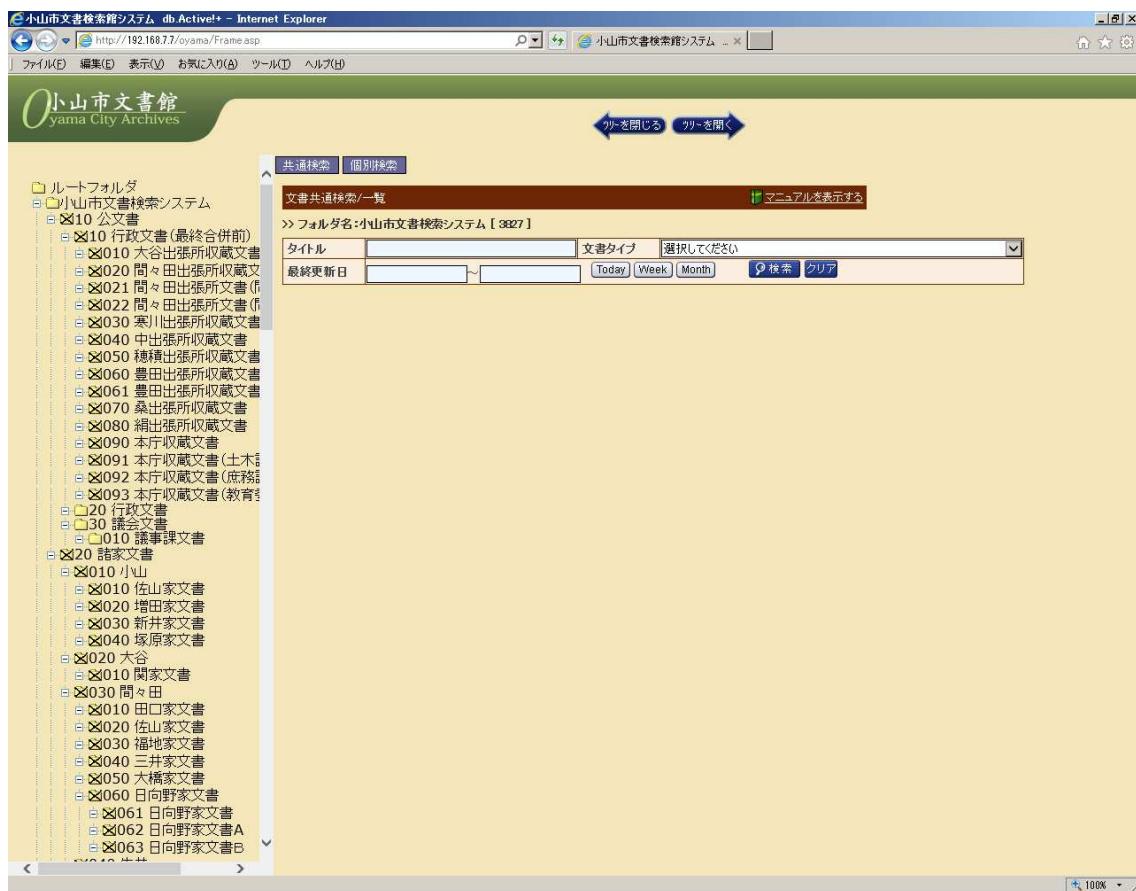 小山市文書検索館システム db.Active!+ - Internet Explorer
http://192.168.7.7/oyama/Frame.asp
小山市文書検索館システム ...
ファイル(F) 編集(E) 表示(V) お気に入り(A) ツール(T) ヘルプ(H)
小山市文書館
Oyama City Archives
ツリーを閉じる ツリーを開く
共通検索 個別検索
文書共通検索/一覧 マニュアルを表示する
>> フォルダ名:小山市文書検索システム [ 3827 ]
タイトル 文書タイプ 選択してください
最終更新日 ~ Today Week Month 検索 クリア
ルートフォルダ
小山市文書検索システム
10 公文書
10 行政文書(最終合併前)
010 大谷出張所収蔵文書
020 間々田出張所収蔵文
021 間々田出張所文書(
022 間々田出張所文書(
030 寒川出張所収蔵文書
040 中出張所収蔵文書
050 穂積出張所収蔵文書
060 豊田出張所収蔵文書
061 豊田出張所収蔵文書
070 桑出張所収蔵文書
080 絹出張所収蔵文書
090 本庁収蔵文書
091 本庁収蔵文書(土木
092 本庁収蔵文書(庶務
093 本庁収蔵文書(教育
20 行政文書
30 議会文書
010 議事課文書
20 諸家文書
010 小山
010 佐山家文書
020 増田家文書
030 新井家文書
040 塚原家文書
020 大谷
010 関家文書
030 間々田
010 田口家文書
020 佐山家文書
030 福地家文書
040 三井家文書
050 大橋家文書
060 日向野家文書
061 日向野家文書
062 日向野家文書A
063 日向野家文書B
100%